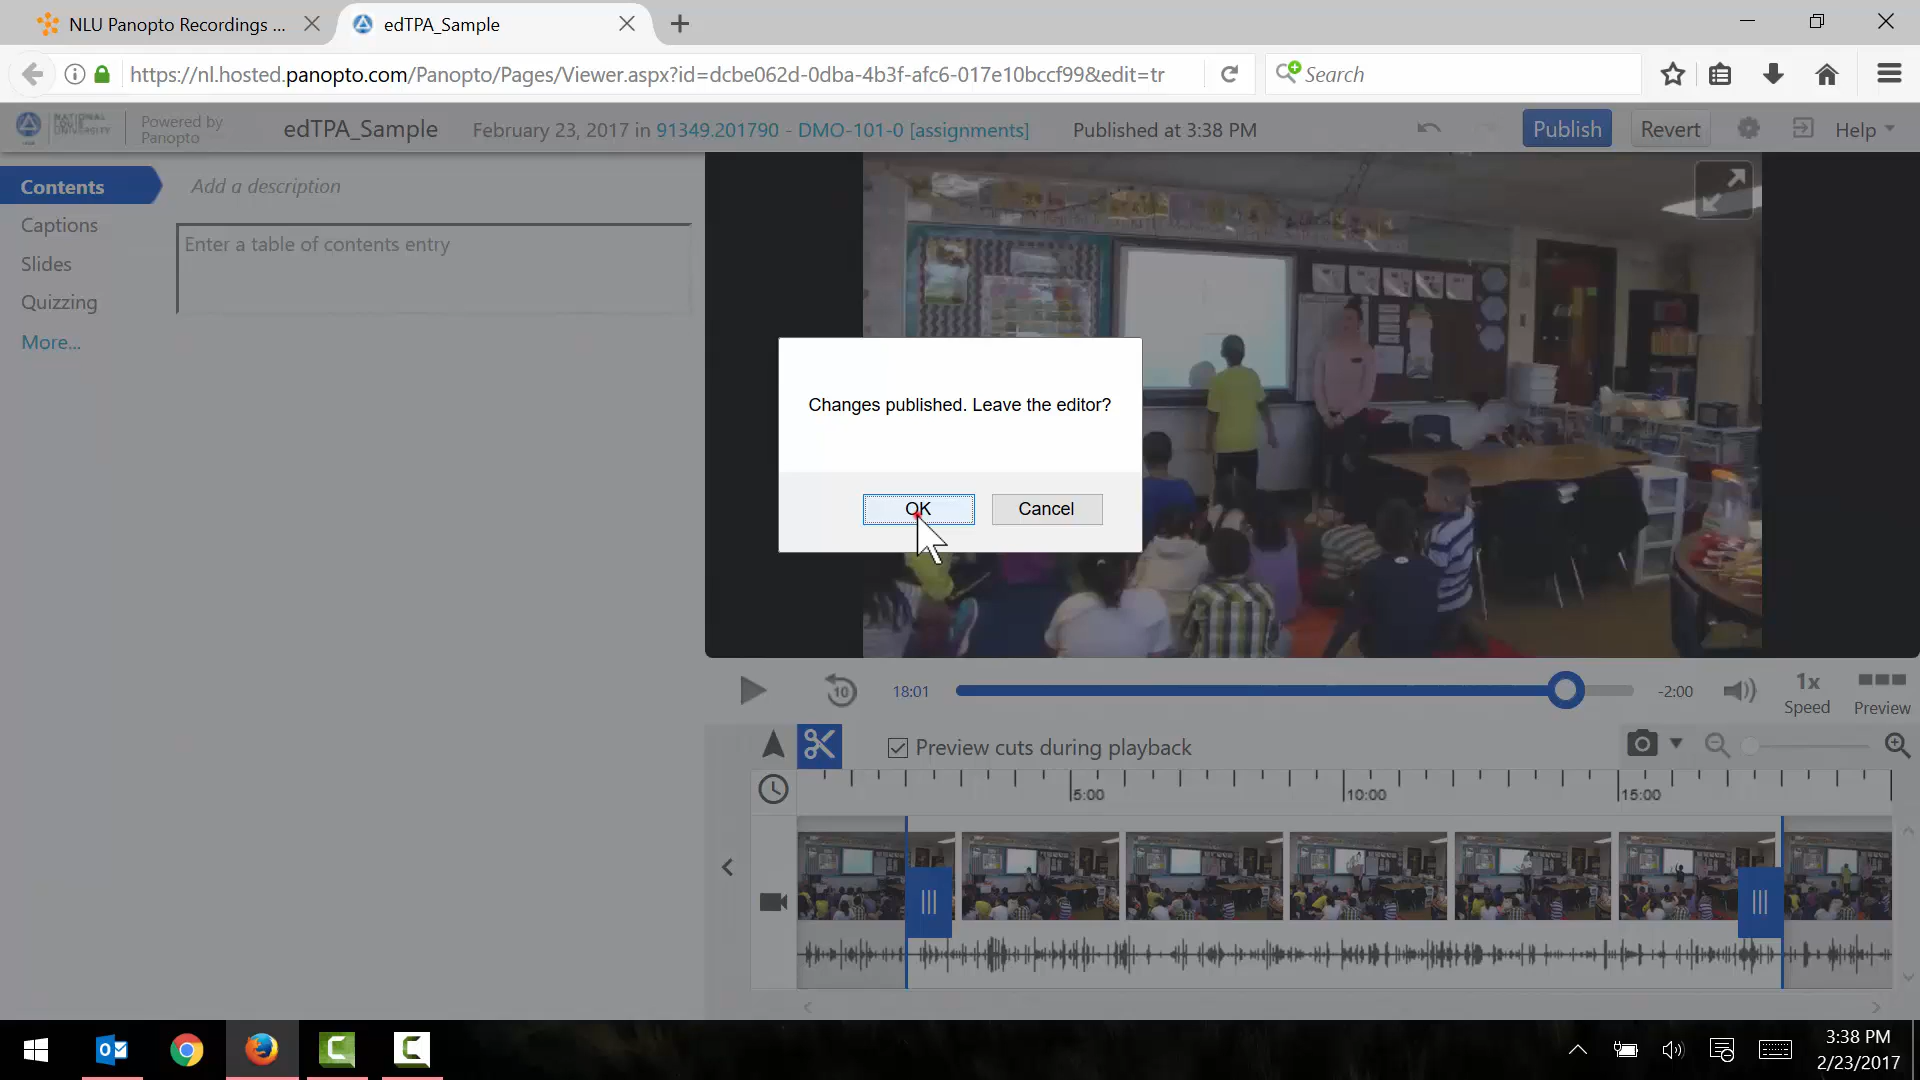 NLU Panopto Recordings ...
edTPA_Sample
https://nl.hosted.panopto.com/Panopto/Pages/Viewer.aspx?id=dcbe062d-0dba-4b3f-afc6-017e10bccf99&edit=tr
Search
NATIONAL LOUIS UNIVERSITY
Powered by
Panopto
edTPA_Sample
February 23, 2017 in 91349.201790 - DMO-101-0 [assignments]
Published at 3:38 PM
Publish
Revert
Help
Contents
Captions
Slides
Quizzing
More...
Add a description
Enter a table of contents entry
Changes published. Leave the editor?
OK
Cancel
10
18:01
-2:00
1x
Speed
Preview
Preview cuts during playback
5:00
10:00
15:00
3:38 PM
2/23/2017